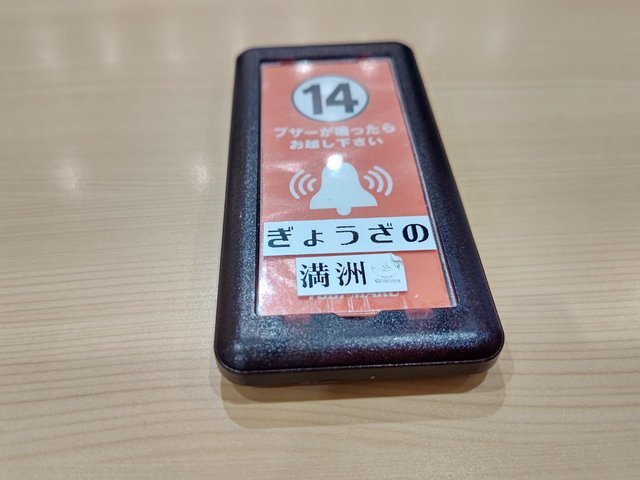 14
ブザーが鳴ったら
お越し下さい
ぎょうざの
満洲